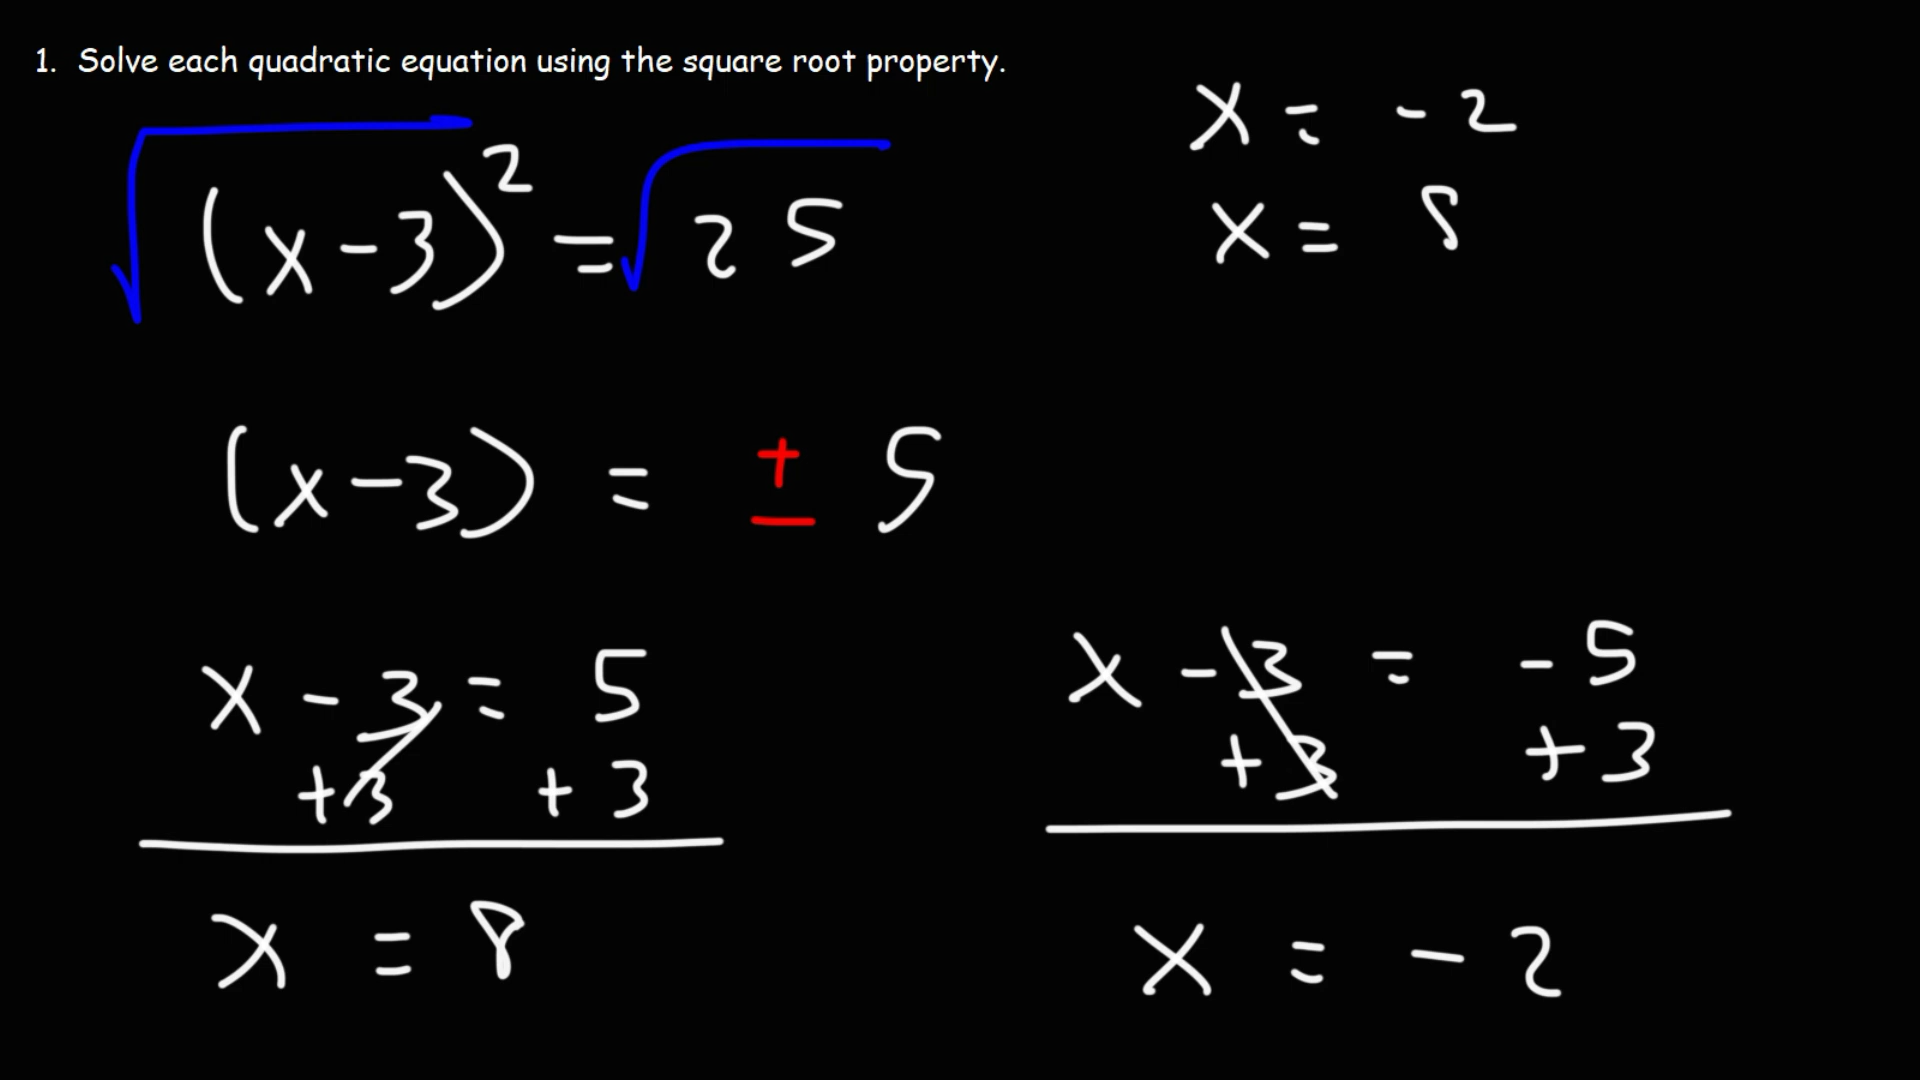 1. Solve each quadratic equation using the square root property.
√(x-3)² = √25
x = -2
x = 8
(x-3) = ± 5
x - 3 = 5
+3 +3
x = 8
x - 3 = -5
+3 +3
x = -2